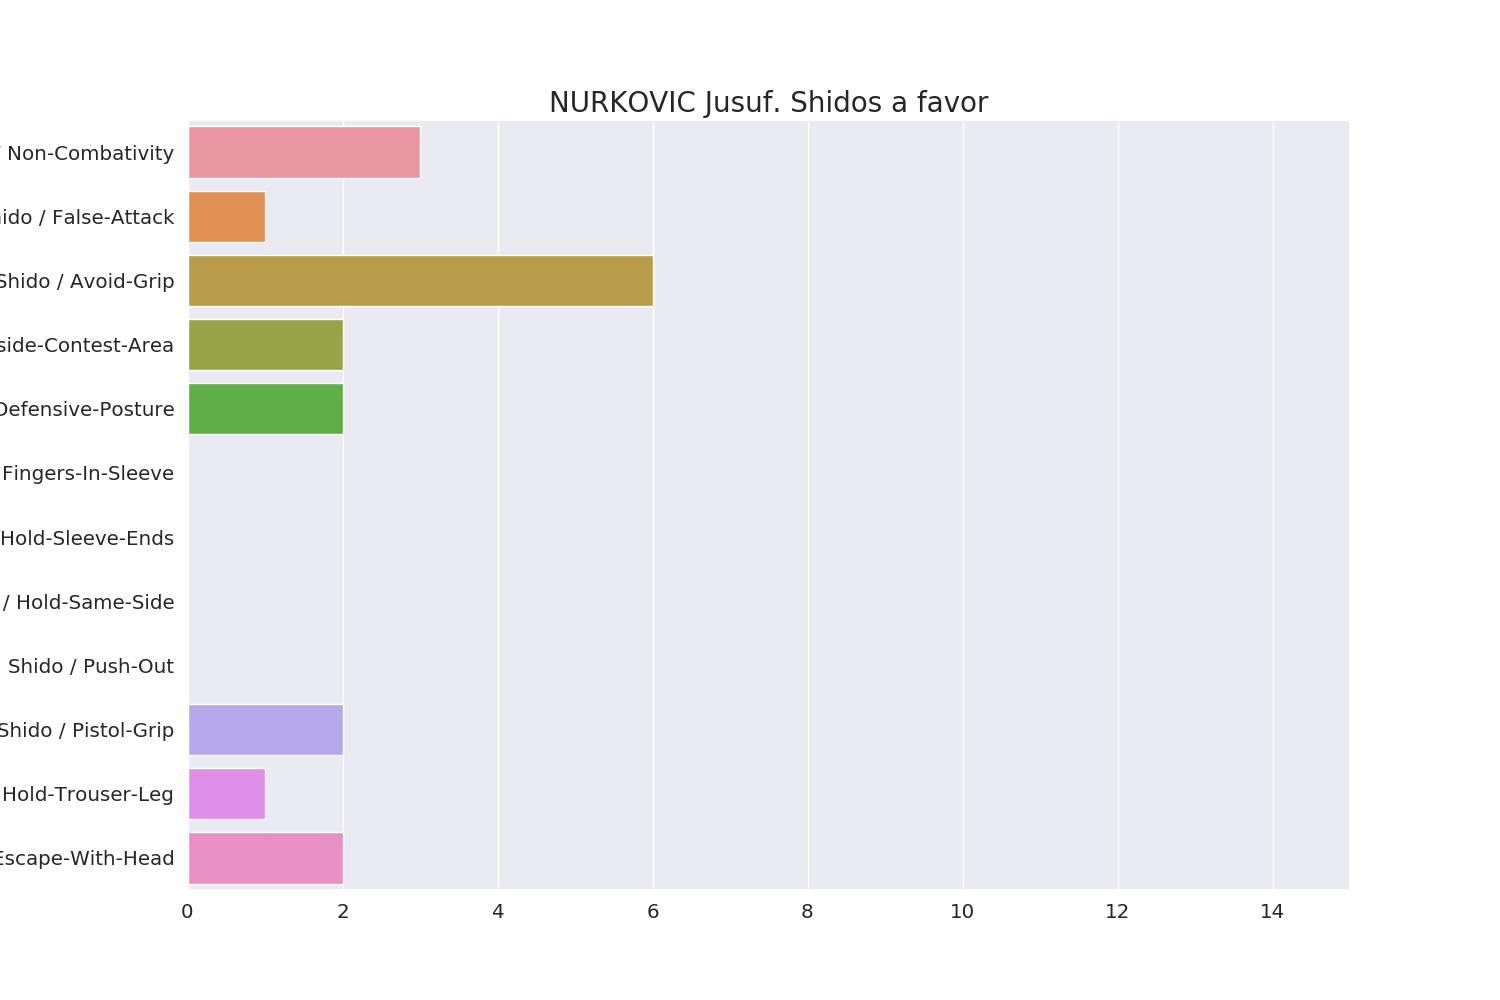 NURKOVIC Jusuf. Shidos a favor
/ Non-Combativity
/ False-Attack
Shido / Avoid-Grip
side-Contest-Area
Defensive-Posture
Fingers-In-Sleeve
Hold-Sleeve-Ends
/ Hold-Same-Side
Shido / Push-Out
Shido / Pistol-Grip
Hold-Trouser-Leg
Escape-With-Head
0 2 4 6 8 10 12 14